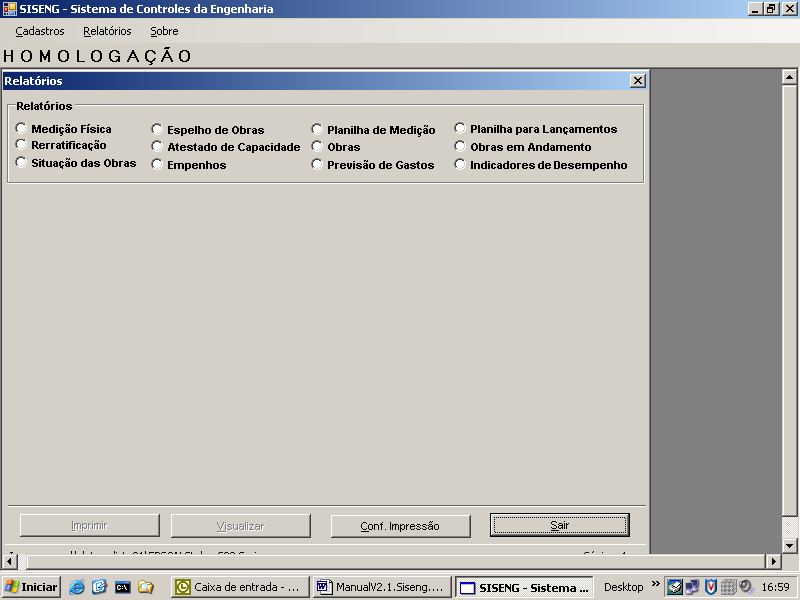 SISENG - Sistema de Controles da Engenharia
Cadastros Relatórios Sobre
HOMOLOGAÇÃO
Relatórios
Relatórios
Medição Física Espelho de Obras Planilha de Medição Planilha para Lançamentos
Rerratificação Atestado de Capacidade Obras Obras em Andamento
Situação das Obras Empenhos Previsão de Gastos Indicadores de Desempenho
Imprimir Visualizar Conf. Impressão Sair
Iniciar Caixa de entrada - ... ManualV2.1.Siseng.... SISENG - Sistema ... Desktop » 16:59